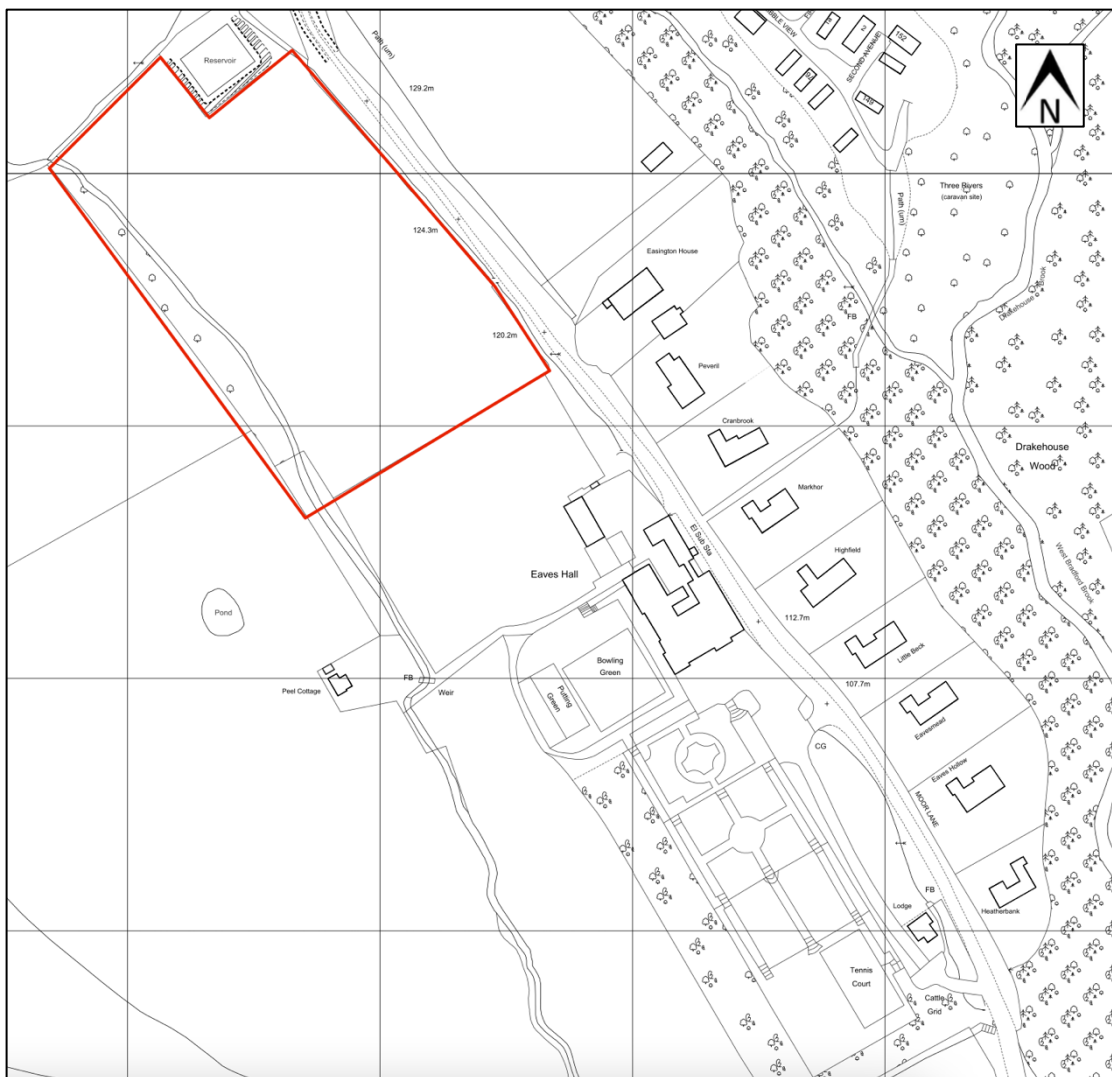 Reservoir
Path (um)
129.2m
SECOND AVENUE
2
152
149
N
Three Rivers
(caravan site)
Path (um)
124.3m
Easington House
Drakehouse
Brook
FB
120.2m
Peveril
Cranbrook
Drakehouse
Wood
Markhor
El Sub Sta
Highfield
Eaves Hall
West Bradford Brook
Pond
112.7m
Little Beck
Bowling
Green
Putting
Green
Peel Cottage
FB
Weir
107.7m
Eavesmead
CG
Eaves Hollow
MOOR LANE
FB
Lodge
Heatherbank
Tennis
Court
Cattle
Grid